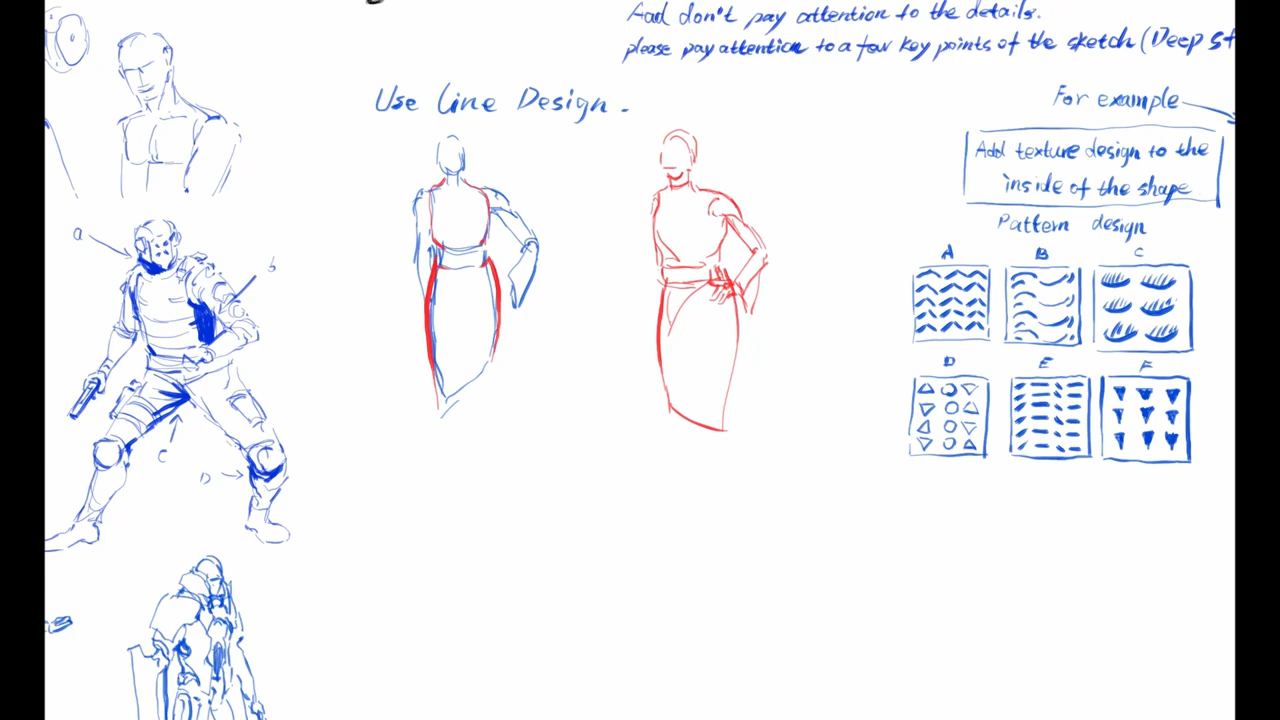 And don't pay attention to the details.
please pay attention to a few key points of the sketch (Deep
Use Line Design.
For example
Add texture design to the
inside of the shape
Pattern design
A B C
D E F
a
b
C
D